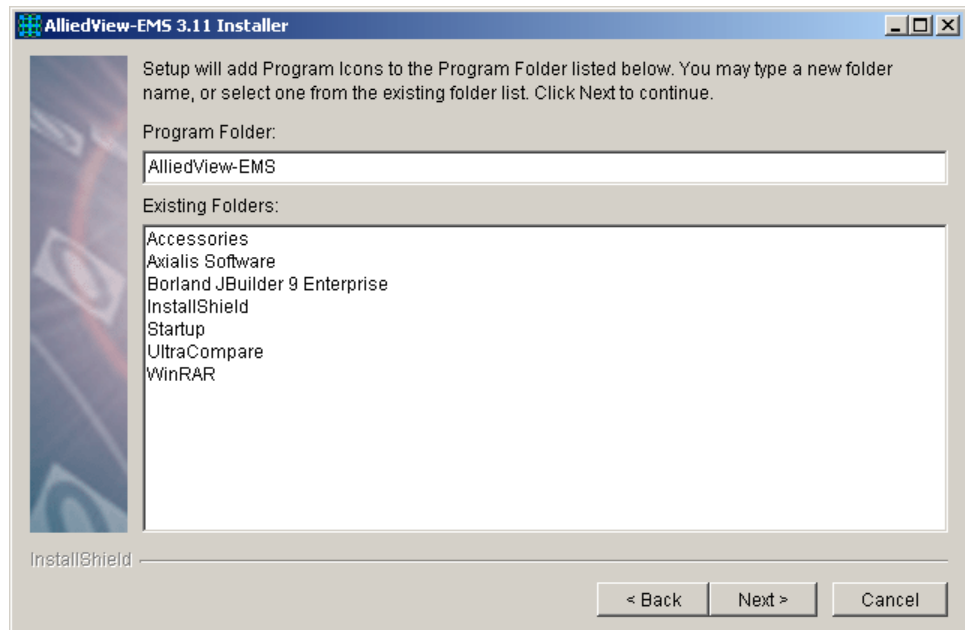 AlliedView-EMS 3.11 Installer
Setup will add Program Icons to the Program Folder listed below. You may type a new folder
name, or select one from the existing folder list. Click Next to continue.
Program Folder:
AlliedView-EMS
Existing Folders:
Accessories
Axialis Software
Borland JBuilder 9 Enterprise
InstallShield
Startup
UltraCompare
WinRAR
InstallShield
< Back
Next >
Cancel